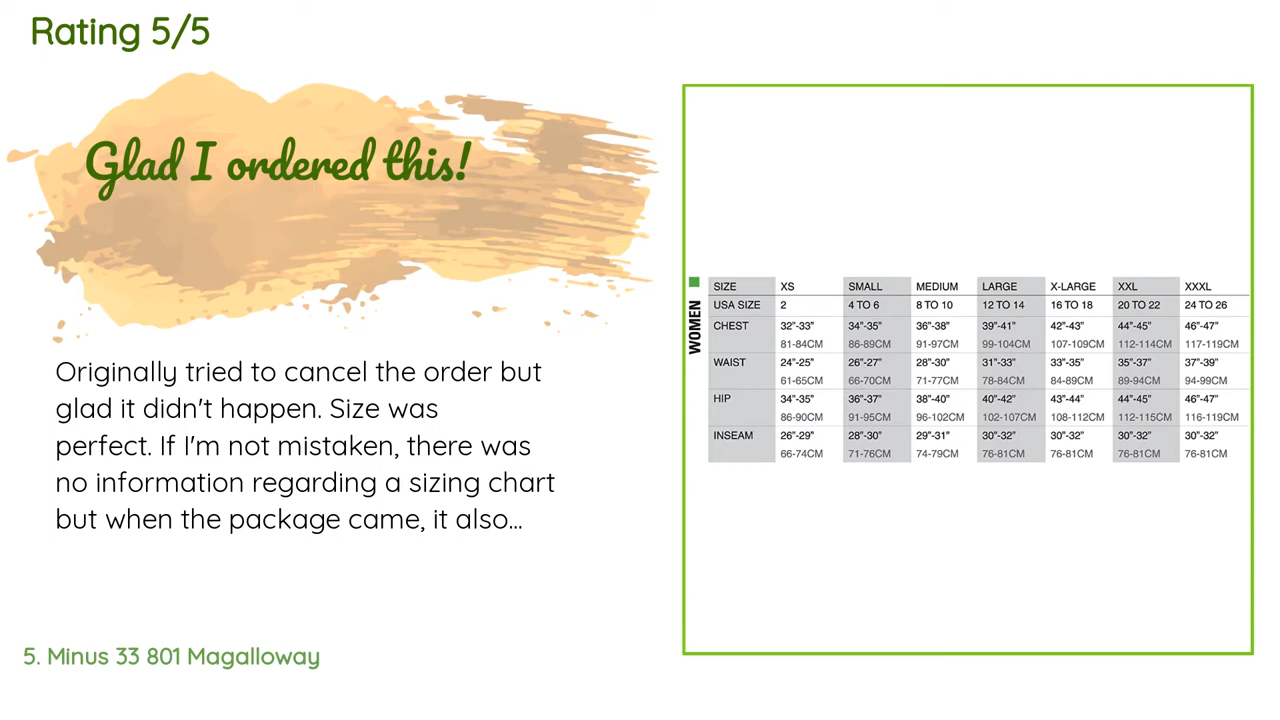 Rating 5/5
Glad I ordered this!
Originally tried to cancel the order but
glad it didn't happen. Size was
perfect. If I'm not mistaken, there was
no information regarding a sizing chart
but when the package came, it also...
5. Minus 33 801 Magalloway
WOMEN
SIZE XS SMALL MEDIUM LARGE X-LARGE XXL XXXL
USA SIZE 2 4 TO 6 8 TO 10 12 TO 14 16 TO 18 20 TO 22 24 TO 26
CHEST 32"-33" 34"-35" 36"-38" 39"-41" 42"-43" 44"-45" 46"-47"
81-84CM 86-89CM 91-97CM 99-104CM 107-109CM 112-114CM 117-119CM
WAIST 24"-25" 26"-27" 28"-30" 31"-33" 33"-35" 35"-37" 37"-39"
61-65CM 66-70CM 71-77CM 78-84CM 84-89CM 89-94CM 94-99CM
HIP 34"-35" 36"-37" 38"-40" 40"-42" 43"-44" 44"-45" 46"-47"
86-90CM 91-95CM 96-102CM 102-107CM 108-112CM 112-115CM 116-119CM
INSEAM 26"-29" 28"-30" 29"-31" 30"-32" 30"-32" 30"-32" 30"-32"
66-74CM 71-76CM 74-79CM 76-81CM 76-81CM 76-81CM 76-81CM